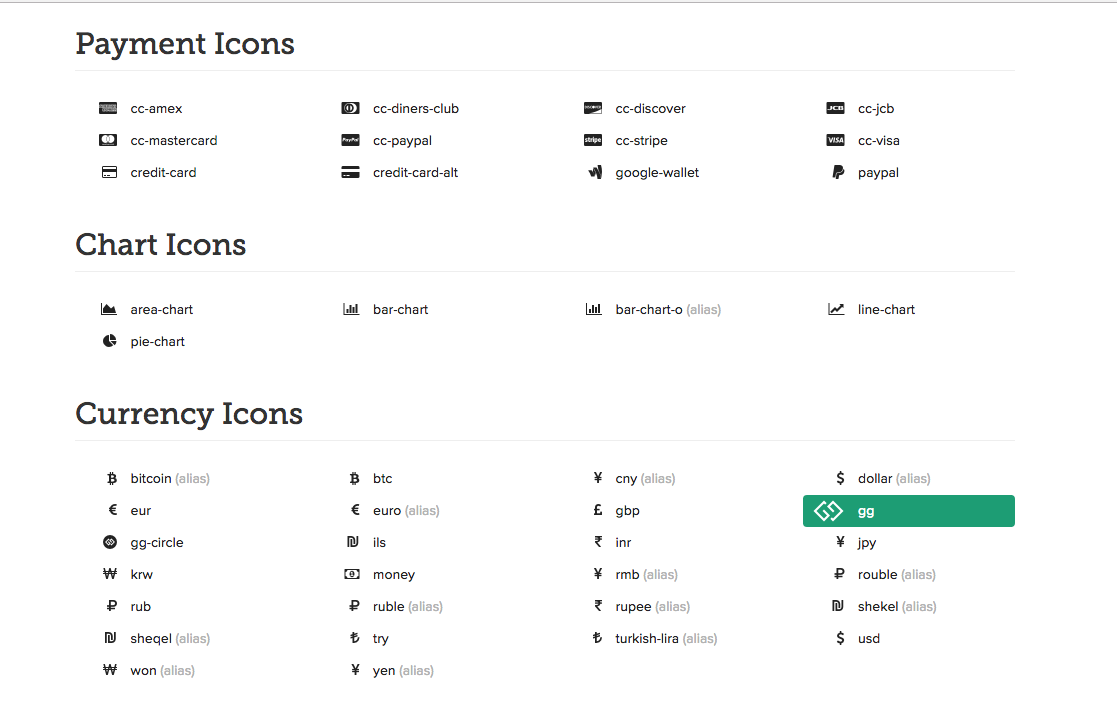 Payment Icons
cc-amex cc-diners-club cc-discover cc-jcb
cc-mastercard cc-paypal cc-stripe cc-visa
credit-card credit-card-alt google-wallet paypal
Chart Icons
area-chart bar-chart bar-chart-o (alias) line-chart
pie-chart
Currency Icons
bitcoin (alias) btc ¥ cny (alias) $ dollar (alias)
€ eur € euro (alias) £ gbp gg
gg-circle ₪ ils ₹ inr ¥ jpy
₩ krw money ¥ rmb (alias) ₽ rouble (alias)
₽ rub ₽ ruble (alias) ₹ rupee (alias) ₪ shekel (alias)
₪ sheqel (alias) ₺ try ₺ turkish-lira (alias) $ usd
₩ won (alias) ¥ yen (alias)